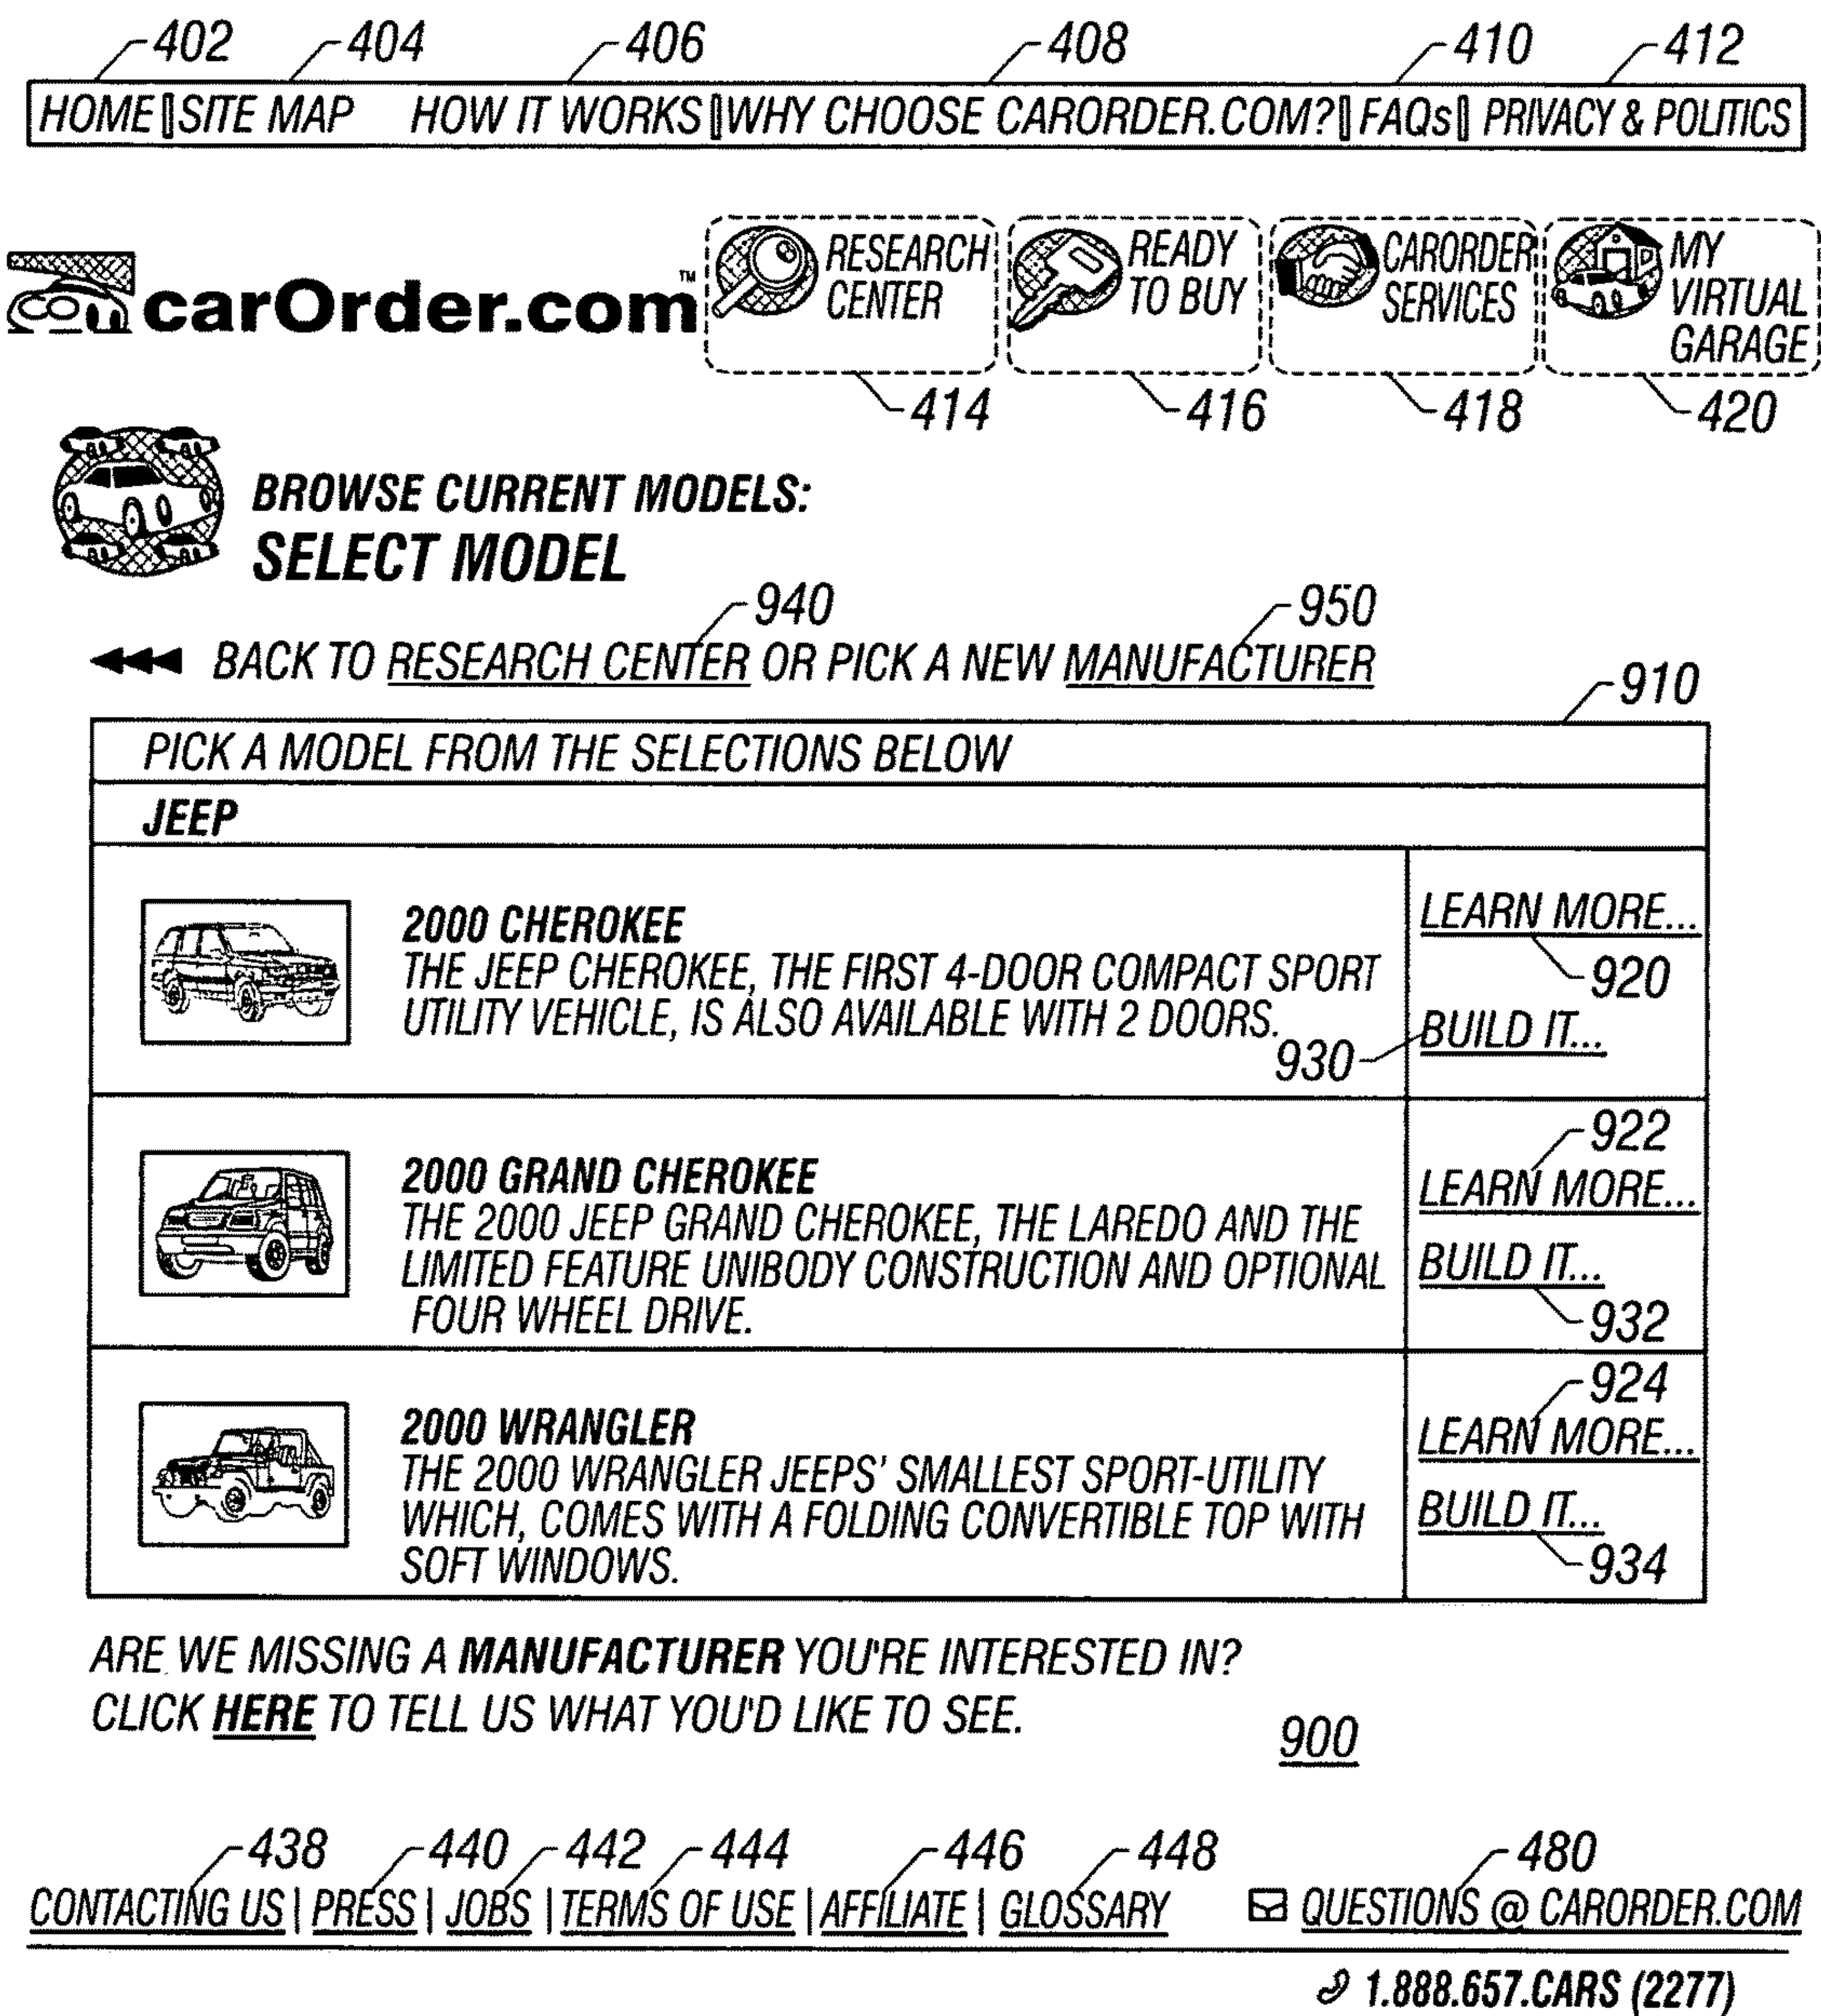 402 404 406 408 410 412
HOME SITE MAP HOW IT WORKS WHY CHOOSE CARORDER.COM? FAQs PRIVACY & POLITICS
carOrder.com™
RESEARCH
CENTER
READY
TO BUY
CARORDER
SERVICES
MY
VIRTUAL
GARAGE
414 416 418 420
BROWSE CURRENT MODELS:
SELECT MODEL
940 950
BACK TO RESEARCH CENTER OR PICK A NEW MANUFACTURER
910
PICK A MODEL FROM THE SELECTIONS BELOW
JEEP
2000 CHEROKEE
THE JEEP CHEROKEE, THE FIRST 4-DOOR COMPACT SPORT
UTILITY VEHICLE, IS ALSO AVAILABLE WITH 2 DOORS.
LEARN MORE...
920
930
BUILD IT...
2000 GRAND CHEROKEE
THE 2000 JEEP GRAND CHEROKEE, THE LAREDO AND THE
LIMITED FEATURE UNIBODY CONSTRUCTION AND OPTIONAL
FOUR WHEEL DRIVE.
922
LEARN MORE...
BUILD IT...
932
2000 WRANGLER
THE 2000 WRANGLER JEEPS' SMALLEST SPORT-UTILITY
WHICH, COMES WITH A FOLDING CONVERTIBLE TOP WITH
SOFT WINDOWS.
924
LEARN MORE...
BUILD IT...
934
ARE WE MISSING A MANUFACTURER YOU'RE INTERESTED IN?
CLICK HERE TO TELL US WHAT YOU'D LIKE TO SEE.
900
438 440 442 444 446 448 480
CONTACTING US | PRESS | JOBS | TERMS OF USE | AFFILIATE | GLOSSARY QUESTIONS @ CARORDER.COM
1.888.657.CARS (2277)